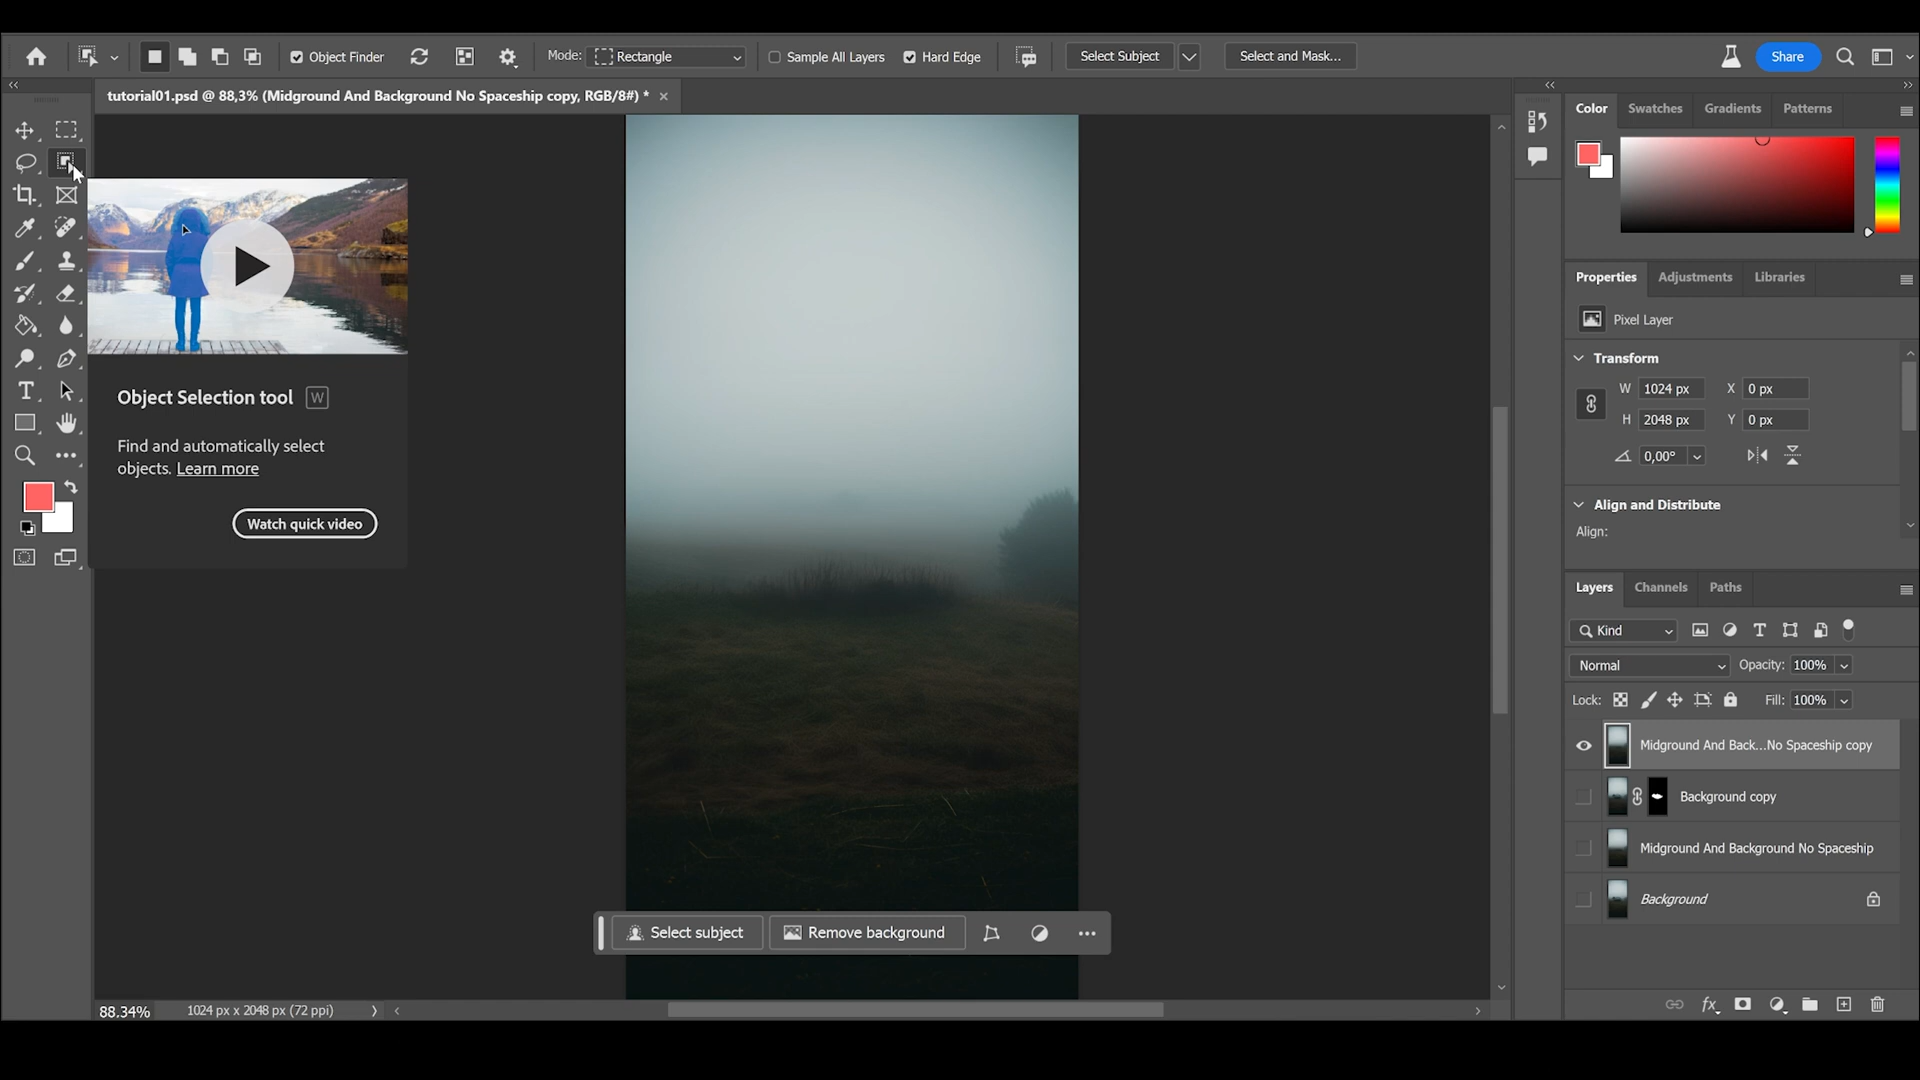 Object Finder
Mode: Rectangle
Sample All Layers
Hard Edge
Select Subject
Select and Mask...
Share
tutorial01.psd @ 88,3% (Midground And Background No Spaceship copy, RGB/8#) *
Color Swatches Gradients Patterns
Properties Adjustments Libraries
Pixel Layer
Transform
W 1024 px X 0 px
H 2048 px Y 0 px
0,00°
Align and Distribute
Align:
Object Selection tool W
Find and automatically select
objects. Learn more
Watch quick video
T
Layers Channels Paths
Kind
T
Normal Opacity: 100%
Lock: Fill: 100%
Midground And Back...No Spaceship copy
Background copy
Midground And Background No Spaceship
Background
Select subject Remove background
88.34% 1024 px x 2048 px (72 ppi)
fx